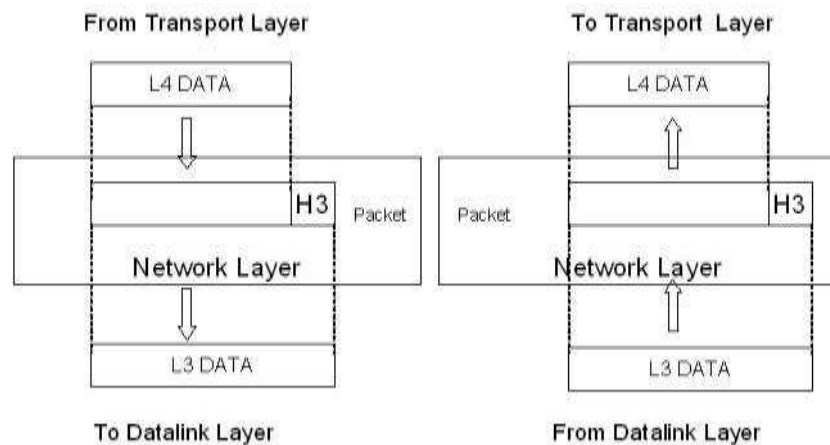 From Transport Layer
L4 DATA
H3
Packet
Network Layer
L3 DATA
To Datalink Layer
To Transport Layer
L4 DATA
H3
Packet
Network Layer
L3 DATA
From Datalink Layer